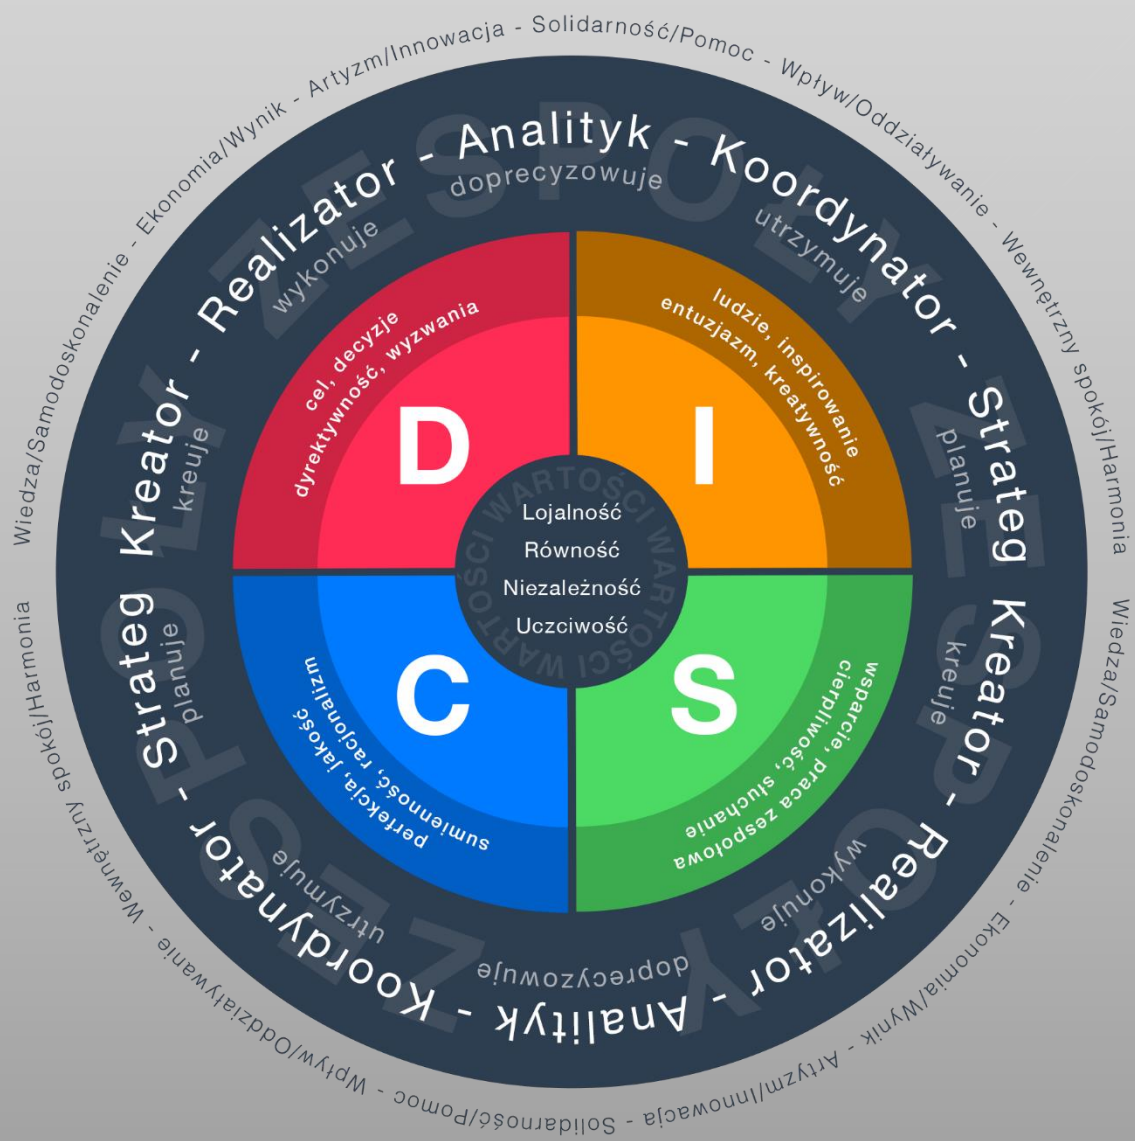 Wiedza/Samodoskonalenie - Ekonomia/Wynik - Artyzm/Innowacja - Solidarność/Pomoc - Wpływ/Oddziaływanie - Wewnętrzny spokój/Harmonia
Wiedza/Samodoskonalenie - Ekonomia/Wynik - Artyzm/Innowacja - Solidarność/Pomoc - Wpływ/Oddziaływanie - Wewnętrzny spokój/Harmonia
ZESPOŁY ZESPOŁY ZESPOŁY
Kreator - Realizator - Analityk - Koordynator - Strateg
kreuje wykonuje doprecyzowuje utrzymuje planuje
Kreator - Realizator - Analityk - Koordynator - Strateg
kreuje wykonuje doprecyzowuje utrzymuje planuje
cel, decyzje
dyrektywność, wyzwania
D
ludzie, inspirowanie
entuzjazm, kreatywność
I
WARTOŚCI WARTOŚCI WARTOŚCI
Lojalność
Równość
Niezależność
Uczciwość
C
sumienność, racjonalizm
perfekcja, jakość
S
cierpliwość, słuchanie
wsparcie, praca zespołowa